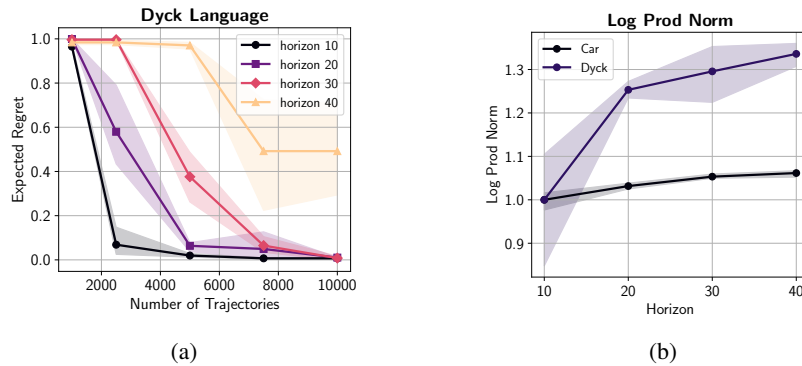 Dyck Language
Expected Regret
1.0
0.8
0.6
0.4
0.2
0.0
horizon 10
horizon 20
horizon 30
horizon 40
2000 4000 6000 8000 10000
Number of Trajectories
(a)
Log Prod Norm
Log Prod Norm
1.3
1.2
1.1
1.0
0.9
Car
Dyck
10 20 30 40
Horizon
(b)